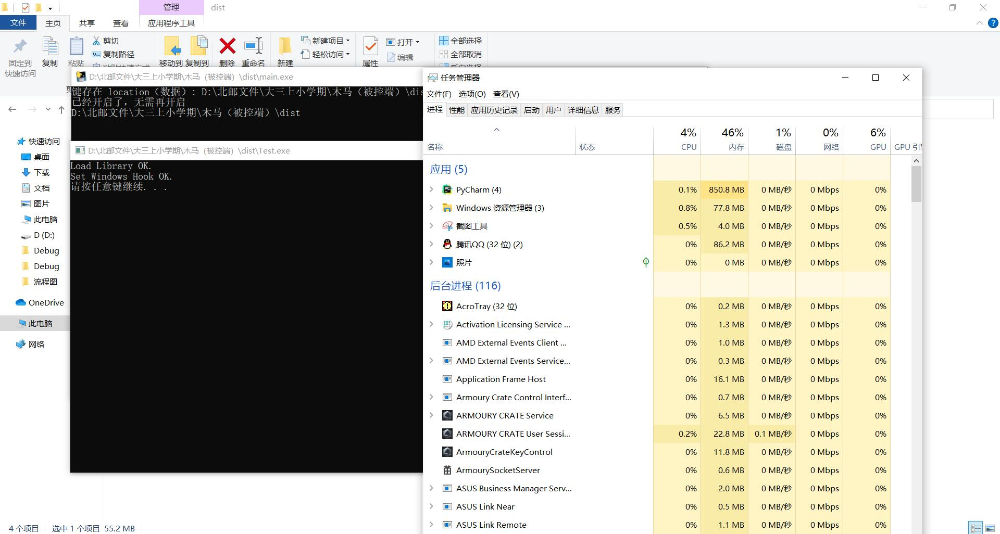 管理
dist
文件
主页
共享
查看
应用程序工具
固定到
快速访问
复制
粘贴
剪切
复制路径
移动到
复制到
删除
重命名
新建
新建项目
轻松访问
属性
打开
编辑
全部选择
全部取消
D:\北邮文件\大三上小学期\木马（被控端）\dist\main.exe
键存在 location（数据）: D:\北邮文件\大三上小学期\木马（被控端）\dis
已经开启了，无需再开启
D:\北邮文件\大三上小学期\木马（被控端）\dist
D:\北邮文件\大三上小学期\木马（被控端）\dist\Test.exe
Load Library OK.
Set Windows Hook OK.
请按任意键继续. . .
快速访问
桌面
下载
文档
图片
此电脑
D (D:)
Debug
Debug
流程图
OneDrive
此电脑
网络
4 个项目
选中 1 个项目 55.2 MB
任务管理器
文件(F) 选项(O) 查看(V)
进程 性能 应用历史记录 启动 用户 详细信息 服务
4% 46% 1% 0% 6%
名称 状态 CPU 内存 磁盘 网络 GPU GPU 引
应用 (5)
PyCharm (4) 0.1% 850.8 MB 0 MB/秒 0 Mbps 0%
Windows 资源管理器 (3) 0.8% 77.8 MB 0 MB/秒 0 Mbps 0%
截图工具 0.5% 4.0 MB 0 MB/秒 0 Mbps 0%
腾讯QQ (32 位) (2) 0% 86.2 MB 0 MB/秒 0 Mbps 0%
照片 0% 0 MB 0 MB/秒 0 Mbps 0%
后台进程 (116)
AcroTray (32 位) 0% 0.2 MB 0 MB/秒 0 Mbps 0%
Activation Licensing Service ... 0% 1.3 MB 0 MB/秒 0 Mbps 0%
AMD External Events Client ... 0% 1.0 MB 0 MB/秒 0 Mbps 0%
AMD External Events Service... 0% 0.3 MB 0 MB/秒 0 Mbps 0%
Application Frame Host 0% 16.1 MB 0 MB/秒 0 Mbps 0%
Armoury Crate Control Interf... 0% 0.7 MB 0 MB/秒 0 Mbps 0%
ARMOURY CRATE Service 0% 6.5 MB 0 MB/秒 0 Mbps 0%
ARMOURY CRATE User Sessi... 0.2% 22.8 MB 0.1 MB/秒 0 Mbps 0%
ArmouryCrateKeyControl 0% 11.8 MB 0 MB/秒 0 Mbps 0%
ArmourySocketServer 0% 0.6 MB 0 MB/秒 0 Mbps 0%
ASUS Business Manager Serv... 0% 2.0 MB 0 MB/秒 0 Mbps 0%
ASUS Link Near 0% 0.5 MB 0 MB/秒 0 Mbps 0%
ASUS Link Remote 0% 1.1 MB 0 MB/秒 0 Mbps 0%